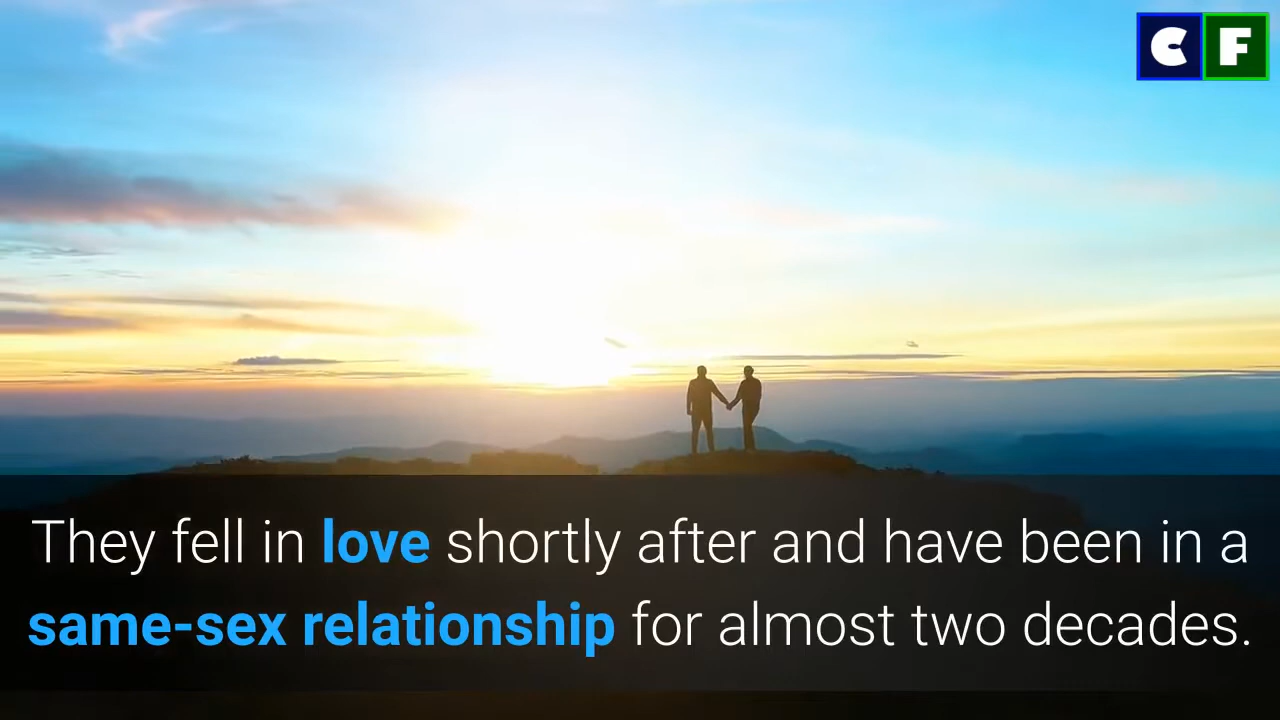 CF
They fell in love shortly after and have been in a
same-sex relationship for almost two decades.